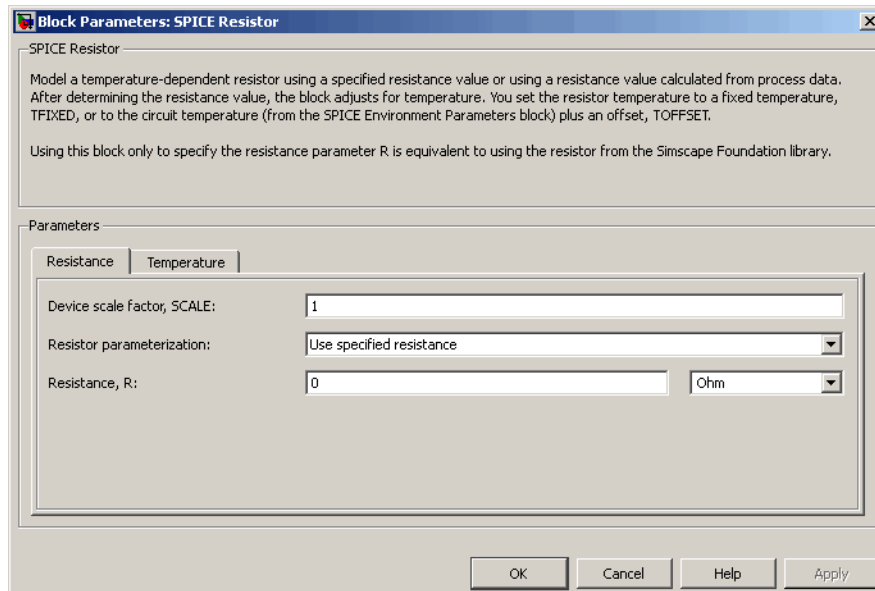 Block Parameters: SPICE Resistor
SPICE Resistor
Model a temperature-dependent resistor using a specified resistance value or using a resistance value calculated from process data.
After determining the resistance value, the block adjusts for temperature. You set the resistor temperature to a fixed temperature,
TFIXED, or to the circuit temperature (from the SPICE Environment Parameters block) plus an offset, TOFFSET.
Using this block only to specify the resistance parameter R is equivalent to using the resistor from the Simscape Foundation library.
Parameters
Resistance Temperature
Device scale factor, SCALE: 1
Resistor parameterization: Use specified resistance
Resistance, R: 0 Ohm
OK Cancel Help Apply